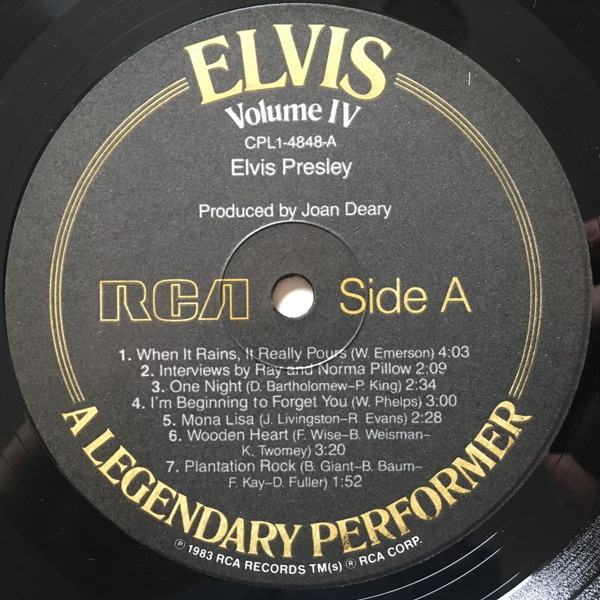 ELVIS
Volume IV
CPL1-4848-A
Elvis Presley
Produced by Joan Deary
RCA Side A
1. When It Rains, It Really Pours (W. Emerson) 4:03
2. Interviews by Ray and Norma Pillow 2:09
3. One Night (D. Bartholomew–P. King) 2:34
4. I'm Beginning to Forget You (W. Phelps) 3:00
5. Mona Lisa (J. Livingston–R. Evans) 2:28
6. Wooden Heart (F. Wise–B. Weisman–
K. Twomey) 3:20
7. Plantation Rock (B. Giant–B. Baum–
F. Kay–D. Fuller) 1:52
A LEGENDARY PERFORMER
℗ 1983 RCA RECORDS TM(s) ® RCA CORP.